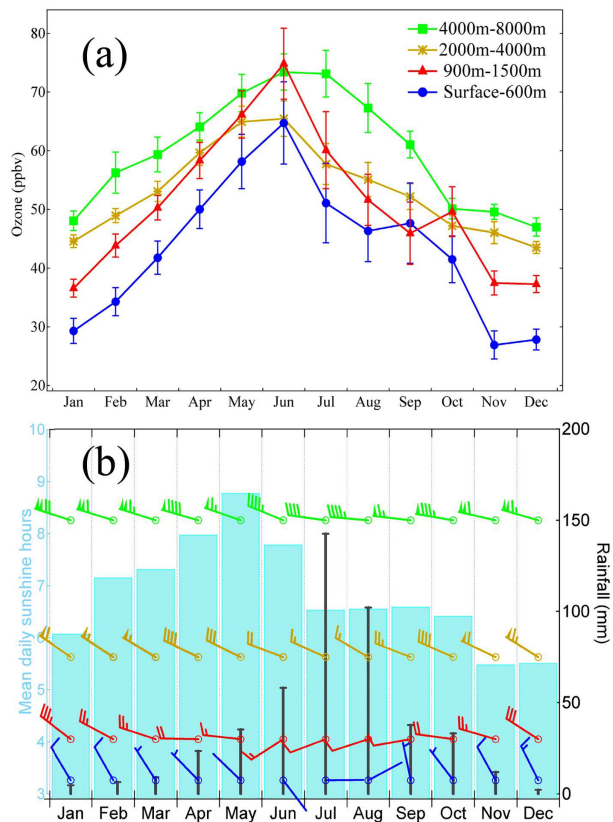 (a)
80
70
60
50
40
30
20
Ozone (ppbv)
4000m-8000m
2000m-4000m
900m-1500m
Surface-600m
Jan Feb Mar Apr May Jun Jul Aug Sep Oct Nov Dec
(b)
10
9
8
7
6
5
4
3
Mean daily sunshine hours
200
150
100
50
0
Rainfall (mm)
Jan Feb Mar Apr May Jun Jul Aug Sep Oct Nov Dec